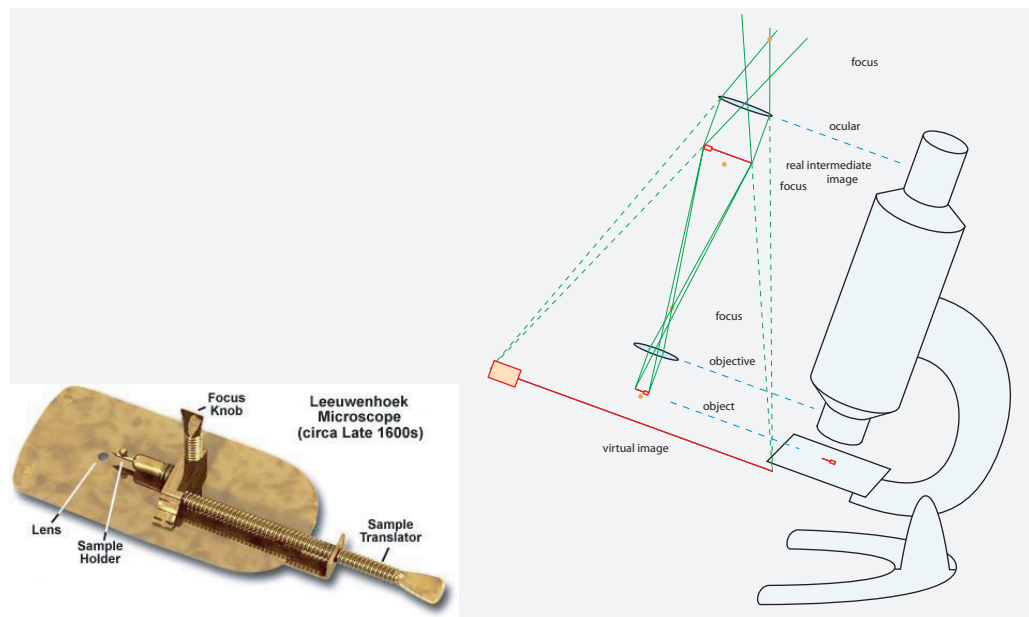 focus
ocular
real intermediate
image
focus
focus
objective
object
virtual image
Focus
Knob
Leeuwenhoek
Microscope
(circa Late 1600s)
Lens
Sample
Holder
Sample
Translator